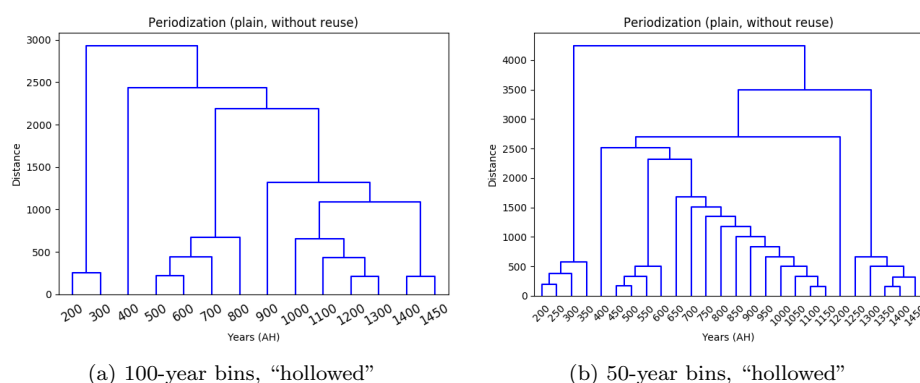 Periodization (plain, without reuse)
3000
2500
2000
1500
1000
500
0
Distance
200 300 400 500 600 700 800 900 1000 1100 1200 1300 1400 1450
Years (AH)
(a) 100-year bins, “hollowed”
Periodization (plain, without reuse)
4000
3500
3000
2500
2000
1500
1000
500
0
Distance
200 250 300 350 400 450 500 550 600 650 700 750 800 850 900 950 1000 1050 1100 1150 1200 1250 1300 1350 1400 1450
Years (AH)
(b) 50-year bins, “hollowed”